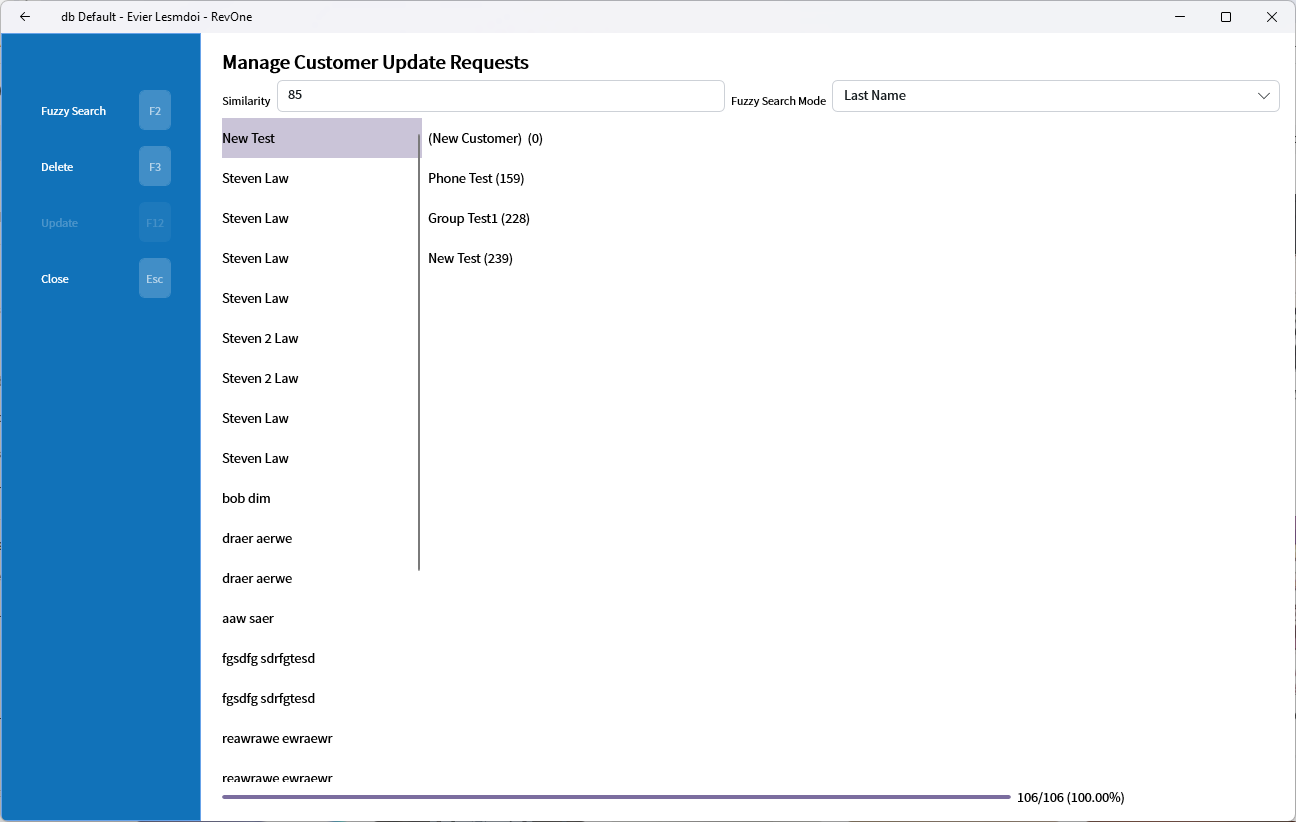 db Default - Evier Lesmdoi - RevOne
Fuzzy Search F2
Delete F3
Update F12
Close Esc
Manage Customer Update Requests
Similarity 85 Fuzzy Search Mode Last Name
New Test
Steven Law
Steven Law
Steven Law
Steven Law
Steven 2 Law
Steven 2 Law
Steven Law
Steven Law
bob dim
draer aerwe
draer aerwe
aaw saer
fgsdfg sdrfgtesd
fgsdfg sdrfgtesd
reawrawe ewraewr
reawrawe ewraewr
(New Customer) (0)
Phone Test (159)
Group Test1 (228)
New Test (239)
106/106 (100.00%)